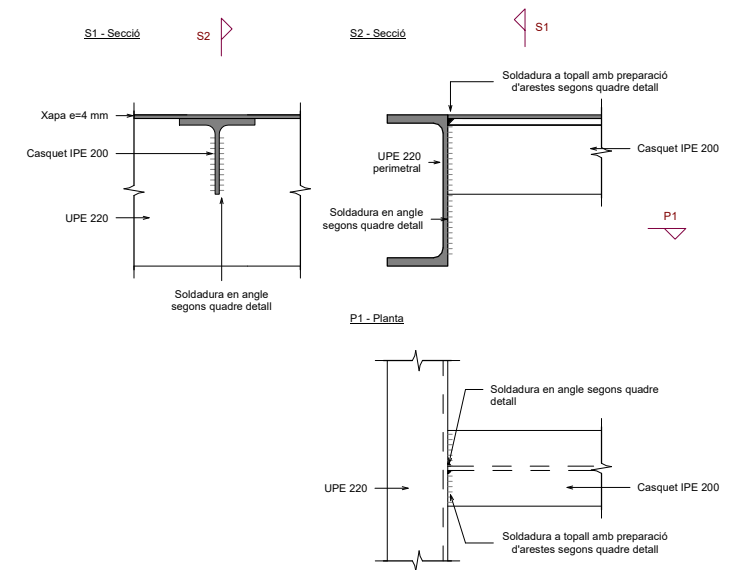 S1 - Secció
S2
Xapa e=4 mm
Casquet IPE 200
UPE 220
Soldadura en angle
segons quadre detall
S2 - Secció
S1
Soldadura a topall amb preparació
d'arestes segons quadre detall
UPE 220
perimetral
Casquet IPE 200
Soldadura en angle
segons quadre detall
P1
P1 - Planta
Soldadura en angle segons quadre
detall
UPE 220
Casquet IPE 200
Soldadura a topall amb preparació
d'arestes segons quadre detall